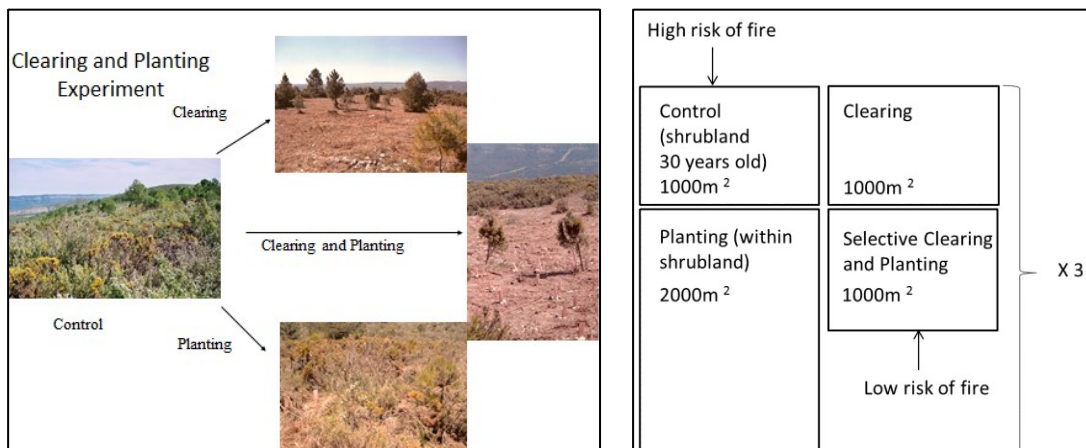 Clearing and Planting
Experiment
Clearing
Clearing and Planting
Control
Planting
High risk of fire
Control
(shrubland
30 years old)
1000m ²
Clearing
1000m ²
Planting (within
shrubland)
2000m ²
Selective Clearing
and Planting
1000m ²
X 3
Low risk of fire